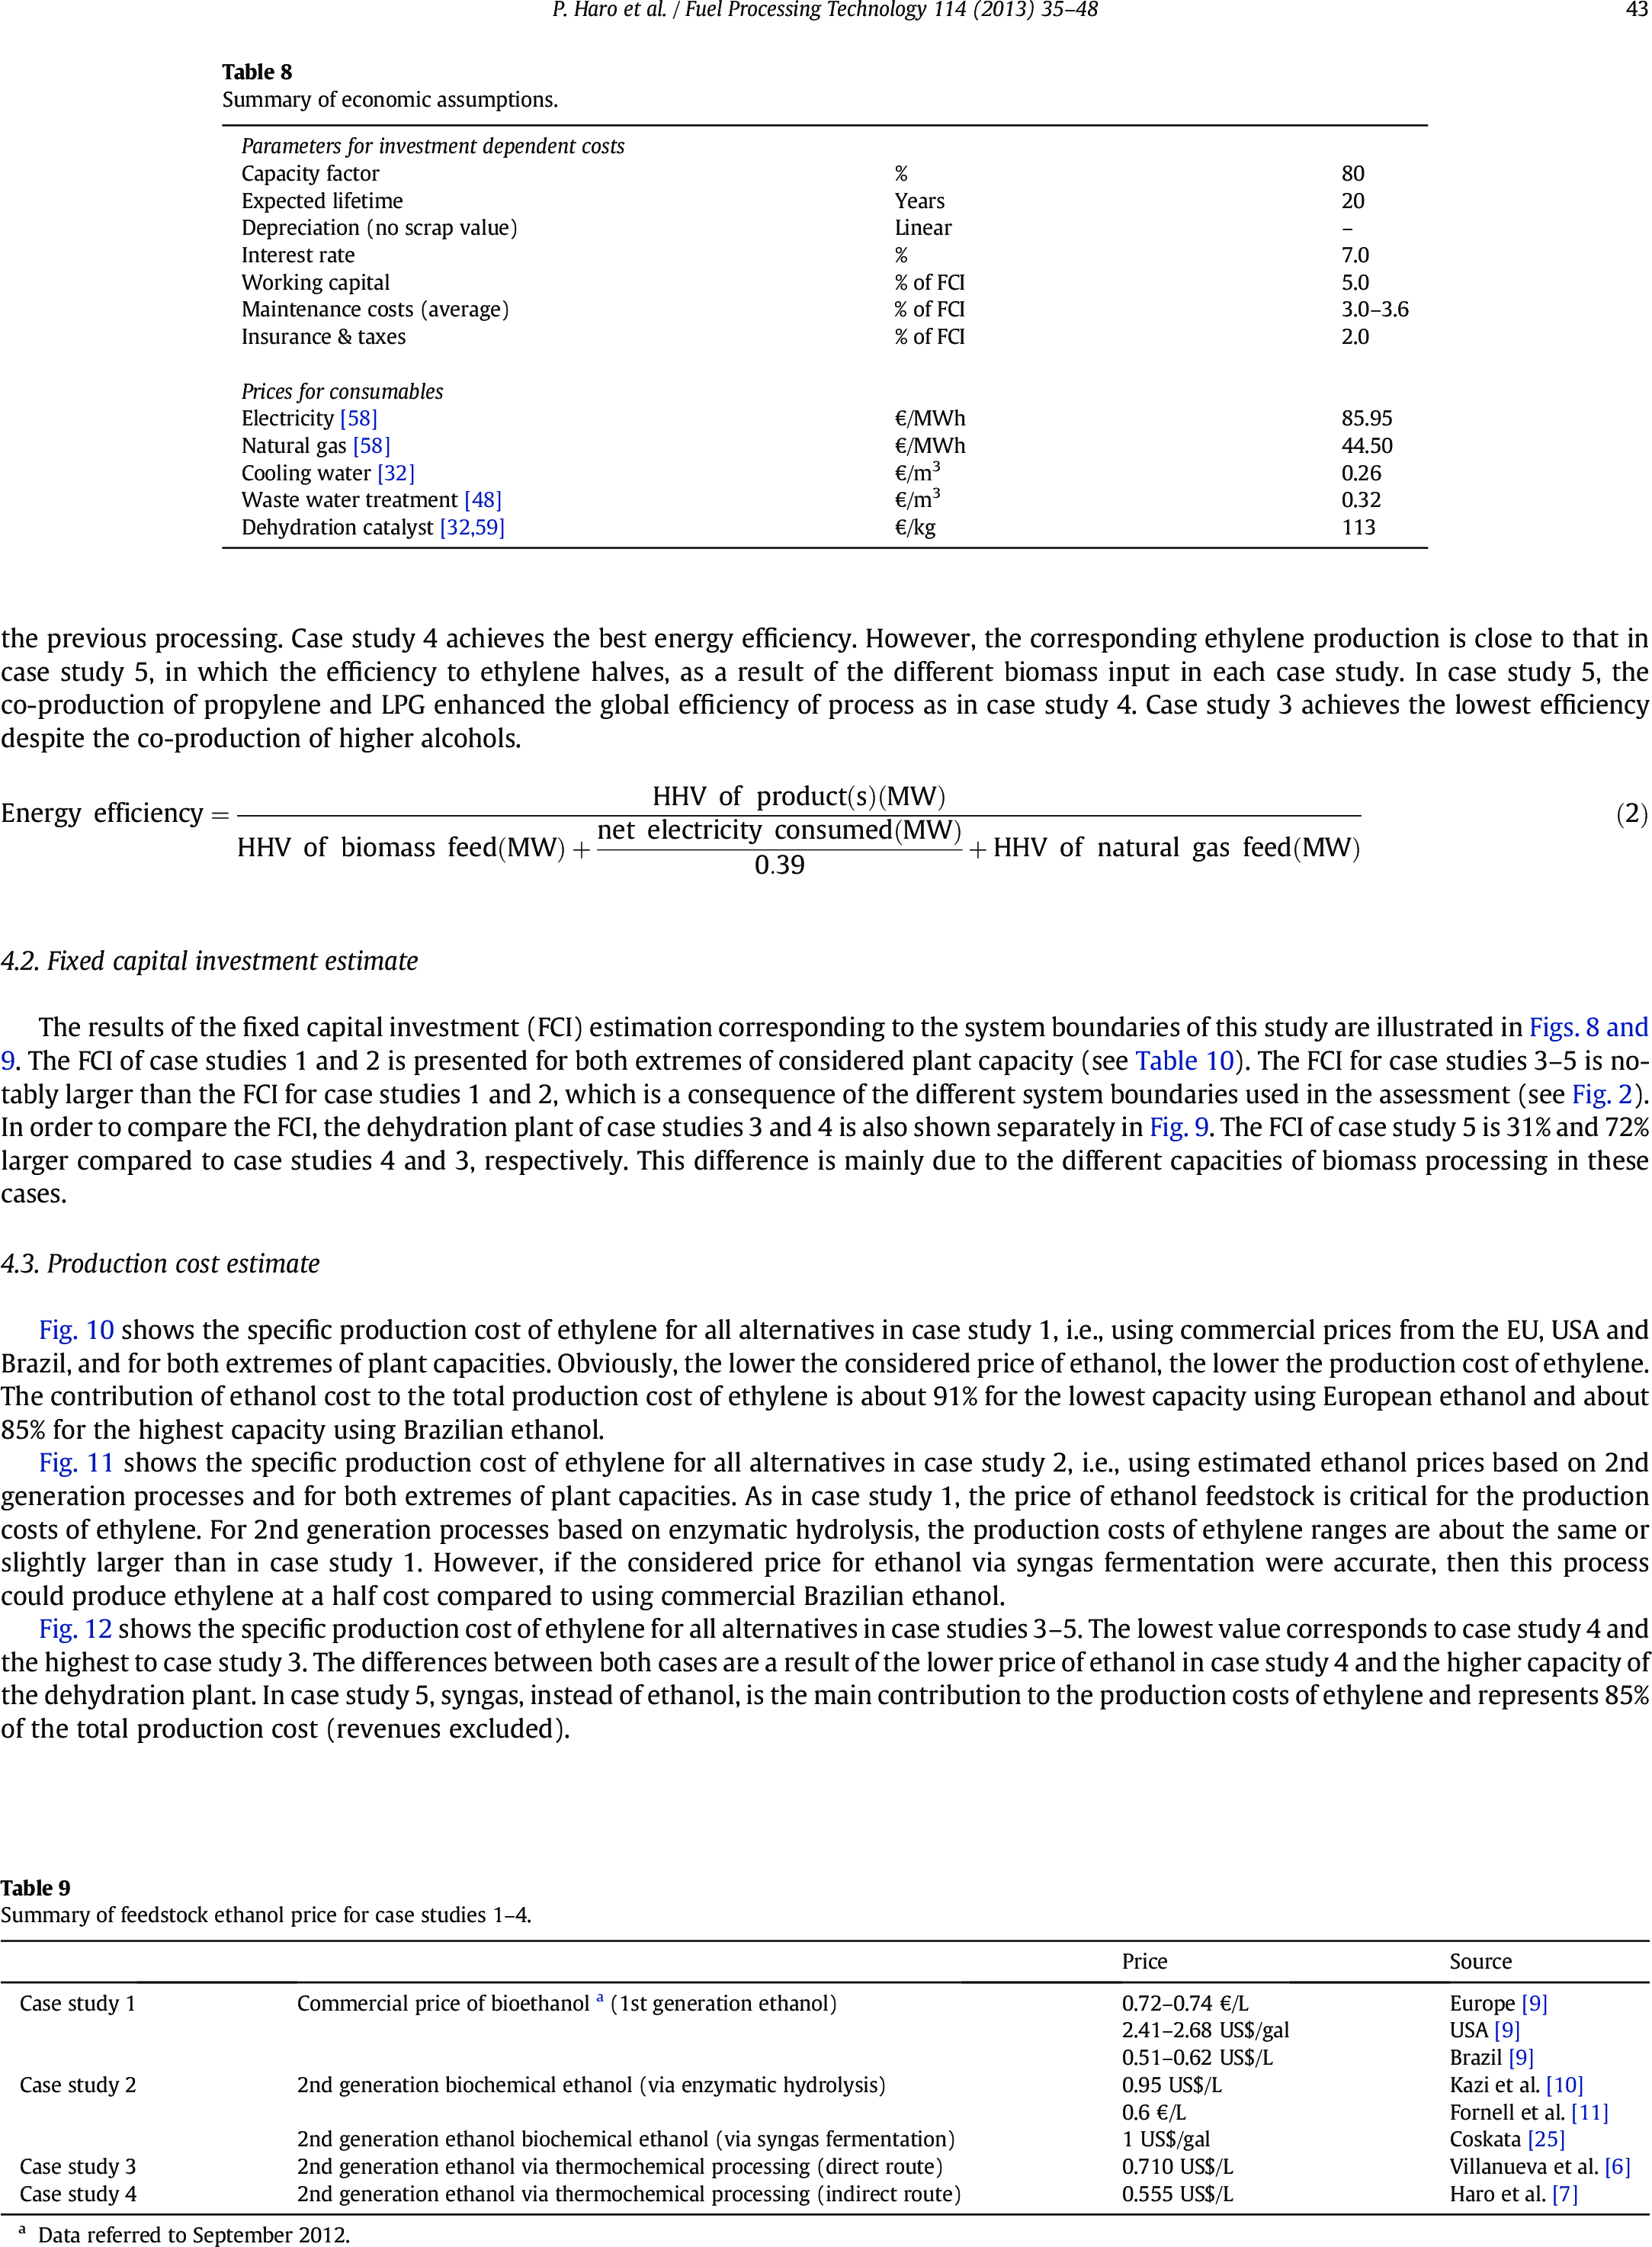 P. Haro et al. / Fuel Processing Technology 114 (2013) 35–48 43
Table 8
Summary of economic assumptions.
Parameters for investment dependent costs
Capacity factor % 80
Expected lifetime Years 20
Depreciation (no scrap value) Linear –
Interest rate % 7.0
Working capital % of FCI 5.0
Maintenance costs (average) % of FCI 3.0–3.6
Insurance & taxes % of FCI 2.0
Prices for consumables
Electricity [58] €/MWh 85.95
Natural gas [58] €/MWh 44.50
Cooling water [32] €/m3 0.26
Waste water treatment [48] €/m3 0.32
Dehydration catalyst [32,59] €/kg 113
the previous processing. Case study 4 achieves the best energy efficiency. However, the corresponding ethylene production is close to that in
case study 5, in which the efficiency to ethylene halves, as a result of the different biomass input in each case study. In case study 5, the
co-production of propylene and LPG enhanced the global efficiency of process as in case study 4. Case study 3 achieves the lowest efficiency
despite the co-production of higher alcohols.
HHV of product(s)(MW)
Energy efficiency = (2)
HHV of biomass feed(MW) + net electricity consumed(MW) / 0.39 + HHV of natural gas feed(MW)
4.2. Fixed capital investment estimate
The results of the fixed capital investment (FCI) estimation corresponding to the system boundaries of this study are illustrated in Figs. 8 and
9. The FCI of case studies 1 and 2 is presented for both extremes of considered plant capacity (see Table 10). The FCI for case studies 3–5 is no-
tably larger than the FCI for case studies 1 and 2, which is a consequence of the different system boundaries used in the assessment (see Fig. 2).
In order to compare the FCI, the dehydration plant of case studies 3 and 4 is also shown separately in Fig. 9. The FCI of case study 5 is 31% and 72%
larger compared to case studies 4 and 3, respectively. This difference is mainly due to the different capacities of biomass processing in these
cases.
4.3. Production cost estimate
Fig. 10 shows the specific production cost of ethylene for all alternatives in case study 1, i.e., using commercial prices from the EU, USA and
Brazil, and for both extremes of plant capacities. Obviously, the lower the considered price of ethanol, the lower the production cost of ethylene.
The contribution of ethanol cost to the total production cost of ethylene is about 91% for the lowest capacity using European ethanol and about
85% for the highest capacity using Brazilian ethanol.
Fig. 11 shows the specific production cost of ethylene for all alternatives in case study 2, i.e., using estimated ethanol prices based on 2nd
generation processes and for both extremes of plant capacities. As in case study 1, the price of ethanol feedstock is critical for the production
costs of ethylene. For 2nd generation processes based on enzymatic hydrolysis, the production costs of ethylene ranges are about the same or
slightly larger than in case study 1. However, if the considered price for ethanol via syngas fermentation were accurate, then this process
could produce ethylene at a half cost compared to using commercial Brazilian ethanol.
Fig. 12 shows the specific production cost of ethylene for all alternatives in case studies 3–5. The lowest value corresponds to case study 4 and
the highest to case study 3. The differences between both cases are a result of the lower price of ethanol in case study 4 and the higher capacity of
the dehydration plant. In case study 5, syngas, instead of ethanol, is the main contribution to the production costs of ethylene and represents 85%
of the total production cost (revenues excluded).
Table 9
Summary of feedstock ethanol price for case studies 1–4.
Price Source
Case study 1 Commercial price of bioethanol a (1st generation ethanol) 0.72–0.74 €/L Europe [9]
2.41–2.68 US$/gal USA [9]
0.51–0.62 US$/L Brazil [9]
Case study 2 2nd generation biochemical ethanol (via enzymatic hydrolysis) 0.95 US$/L Kazi et al. [10]
0.6 €/L Fornell et al. [11]
2nd generation ethanol biochemical ethanol (via syngas fermentation) 1 US$/gal Coskata [25]
Case study 3 2nd generation ethanol via thermochemical processing (direct route) 0.710 US$/L Villanueva et al. [6]
Case study 4 2nd generation ethanol via thermochemical processing (indirect route) 0.555 US$/L Haro et al. [7]
a Data referred to September 2012.